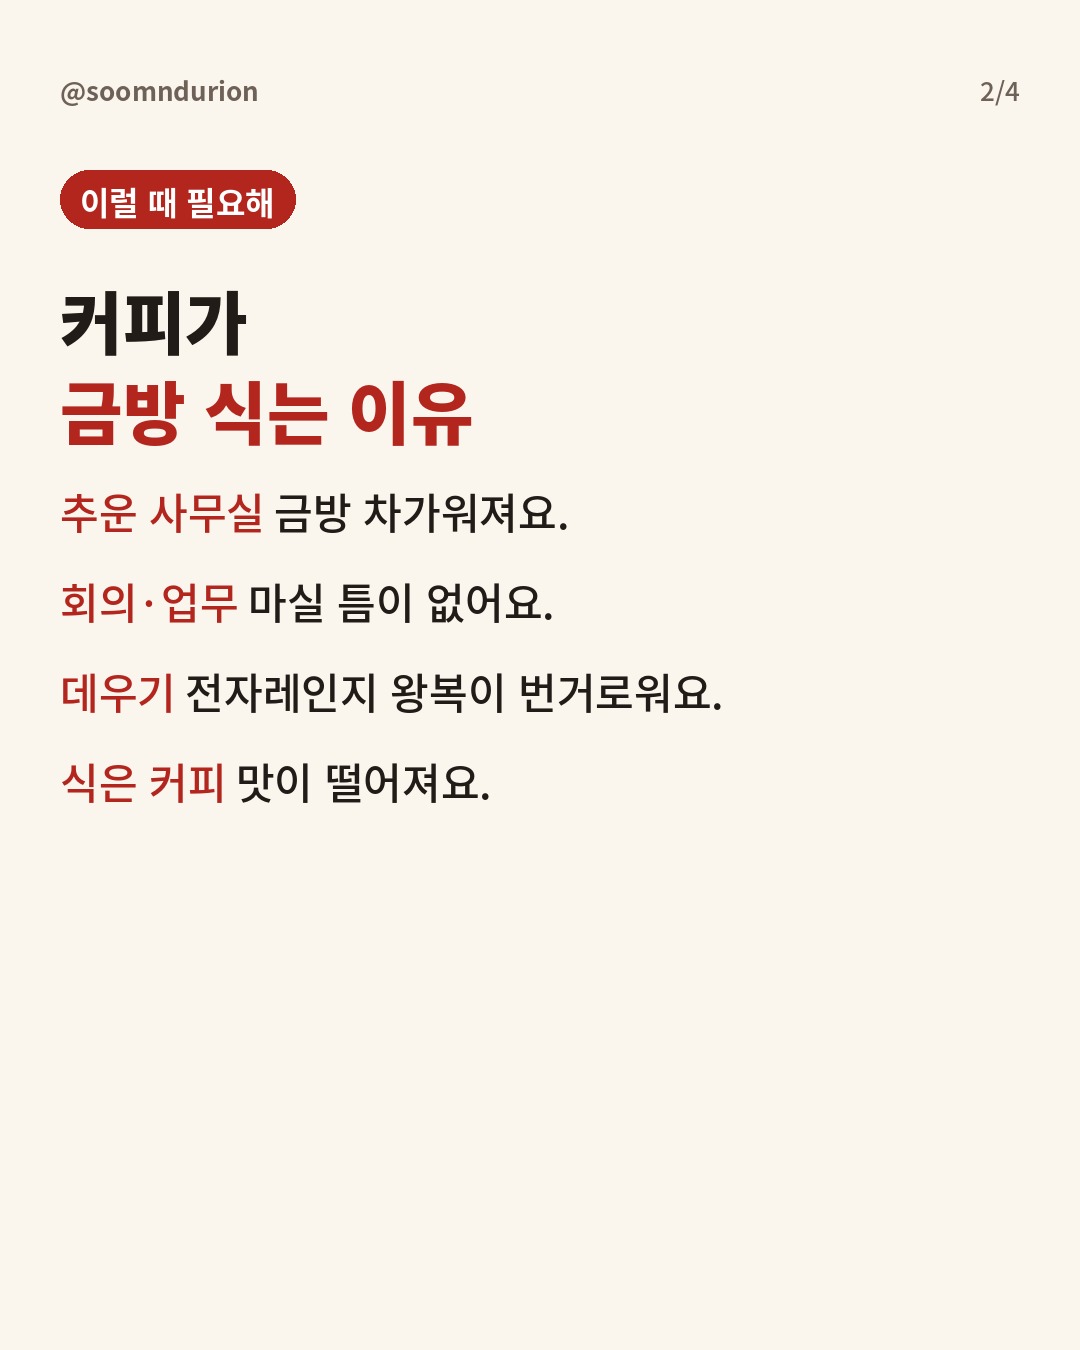 @soomndurion
2/4
이럴 때 필요해
커피가
금방 식는 이유
추운 사무실 금방 차가워져요.
회의·업무 마실 틈이 없어요.
데우기 전자레인지 왕복이 번거로워요.
식은 커피 맛이 떨어져요.